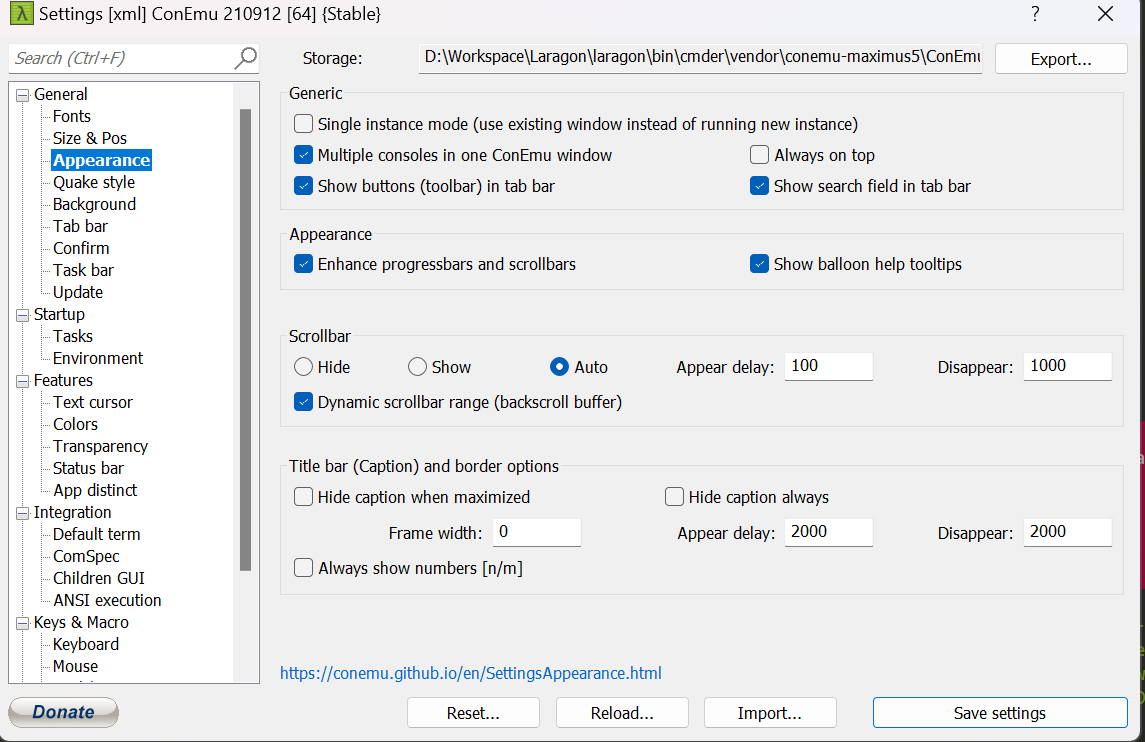 Settings [xml] ConEmu 210912 [64] {Stable}
?
Search (Ctrl+F)
General
Fonts
Size & Pos
Appearance
Quake style
Background
Tab bar
Confirm
Task bar
Update
Startup
Tasks
Environment
Features
Text cursor
Colors
Transparency
Status bar
App distinct
Integration
Default term
ComSpec
Children GUI
ANSI execution
Keys & Macro
Keyboard
Mouse
Donate
Storage: D:\Workspace\Laragon\laragon\bin\cmder\vendor\conemu-maximus5\ConEmu Export...
Generic
Single instance mode (use existing window instead of running new instance)
Multiple consoles in one ConEmu window Always on top
Show buttons (toolbar) in tab bar Show search field in tab bar
Appearance
Enhance progressbars and scrollbars Show balloon help tooltips
Scrollbar
Hide Show Auto Appear delay: 100 Disappear: 1000
Dynamic scrollbar range (backscroll buffer)
Title bar (Caption) and border options
Hide caption when maximized Hide caption always
Frame width: 0 Appear delay: 2000 Disappear: 2000
Always show numbers [n/m]
https://conemu.github.io/en/SettingsAppearance.html
Reset... Reload... Import... Save settings